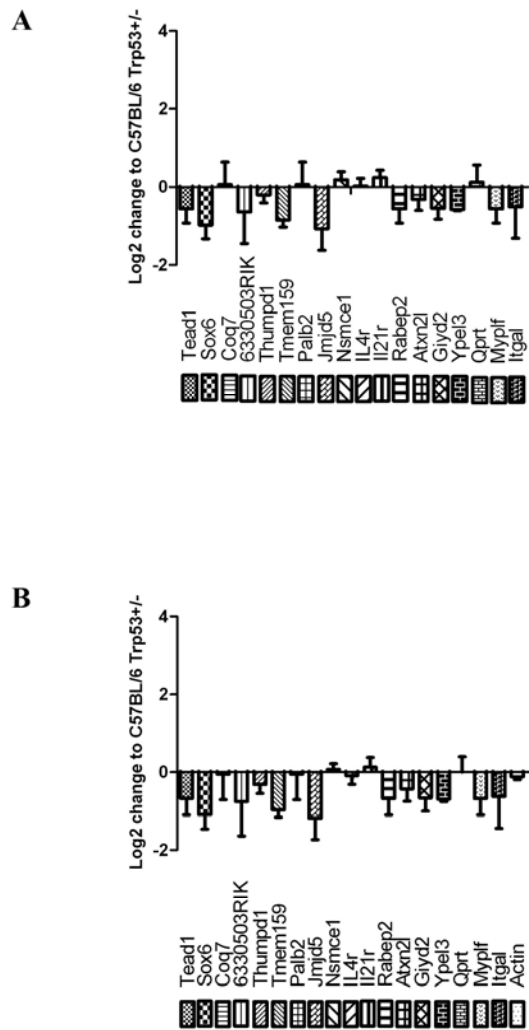 A
Log2 change to C57BL/6 Trp53+/-
4
2
0
-2
Tead1
Sox6
Coq7
6330503RIK
Thumpd1
Tmem159
Palb2
Jmjd5
Nsmce1
IL4r
Il21r
Rabep2
Atxn2l
Giyd2
Ypel3
Qprt
Myplf
Itgal
B
Log2 change to C57BL/6 Trp53+/-
4
2
0
-2
Tead1
Sox6
Coq7
6330503RIK
Thumpd1
Tmem159
Palb2
Jmjd5
Nsmce1
IL4r
Il21r
Rabep2
Atxn2l
Giyd2
Ypel3
Qprt
Myplf
Itgal
Actin